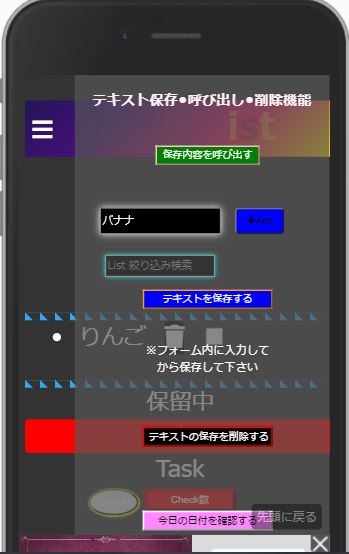 テキスト保存●呼び出し●削除機能
ist
保存内容を呼び出す
バナナ
+Add
List 絞り込み検索
テキストを保存する
りんご
※フォーム内に入力して
から保存して下さい
保留中
テキストの保存を削除する
Task
Check数
今日の日付を確認する
先頭に戻る